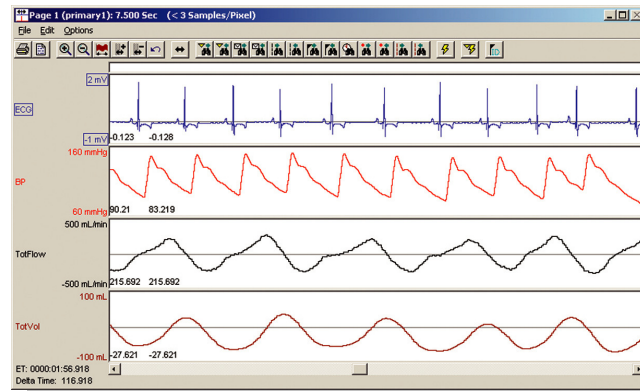 Page 1 (primary1): 7.500 Sec (< 3 Samples/Pixel)
File Edit Options
2 mV
ECG
-1 mV
-0.123 -0.128
160 mmHg
BP
60 mmHg
90.21 83.219
500 mL/min
TotFlow
-500 mL/min
215.692 215.692
100 mL
TotVol
-100 mL
-27.621 -27.621
ET: 0000:01:56.918
Delta Time: 116.918